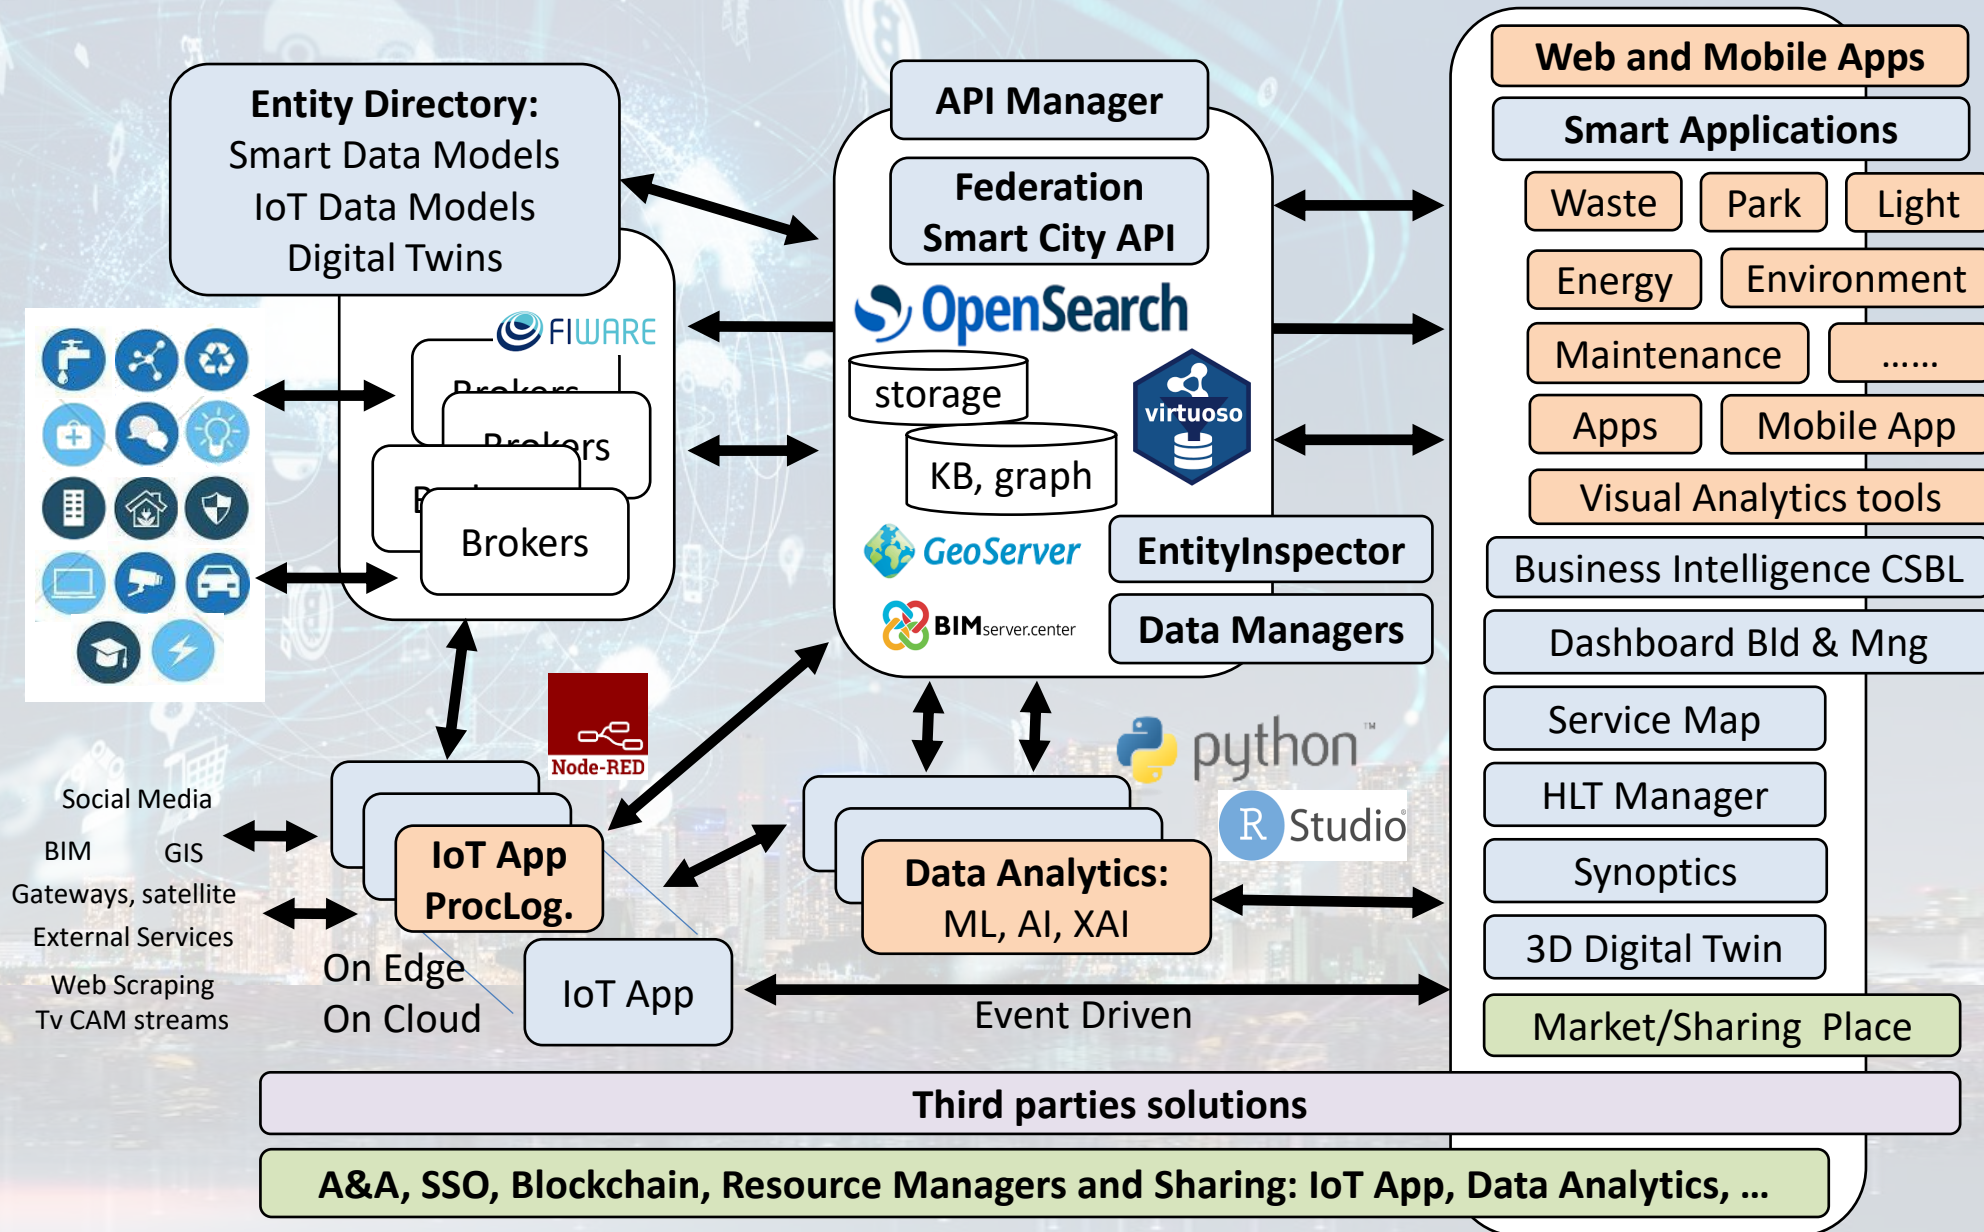 Entity Directory:
Smart Data Models
IoT Data Models
Digital Twins
FIWARE
Brokers
Brokers
Brokers
API Manager
Federation
Smart City API
OpenSearch
storage
virtuoso
KB, graph
GeoServer
EntityInspector
BIMserver.center
Data Managers
Node-RED
python™
R Studio
Social Media
BIM GIS
Gateways, satellite
External Services
Web Scraping
Tv CAM streams
IoT App
ProcLog.
On Edge
On Cloud
IoT App
Data Analytics:
ML, AI, XAI
Event Driven
Web and Mobile Apps
Smart Applications
Waste Park Light
Energy Environment
Maintenance ......
Apps Mobile App
Visual Analytics tools
Business Intelligence CSBL
Dashboard Bld & Mng
Service Map
HLT Manager
Synoptics
3D Digital Twin
Market/Sharing Place
Third parties solutions
A&A, SSO, Blockchain, Resource Managers and Sharing: IoT App, Data Analytics, ...